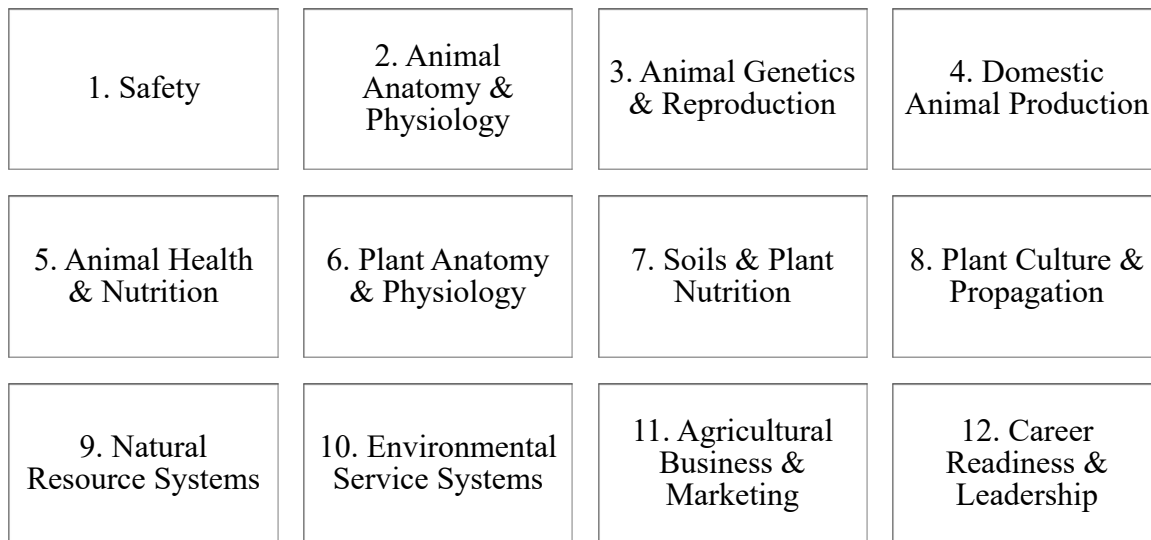 1. Safety
2. Animal
Anatomy &
Physiology
3. Animal Genetics
& Reproduction
4. Domestic
Animal Production
5. Animal Health
& Nutrition
6. Plant Anatomy
& Physiology
7. Soils & Plant
Nutrition
8. Plant Culture &
Propagation
9. Natural
Resource Systems
10. Environmental
Service Systems
11. Agricultural
Business &
Marketing
12. Career
Readiness &
Leadership